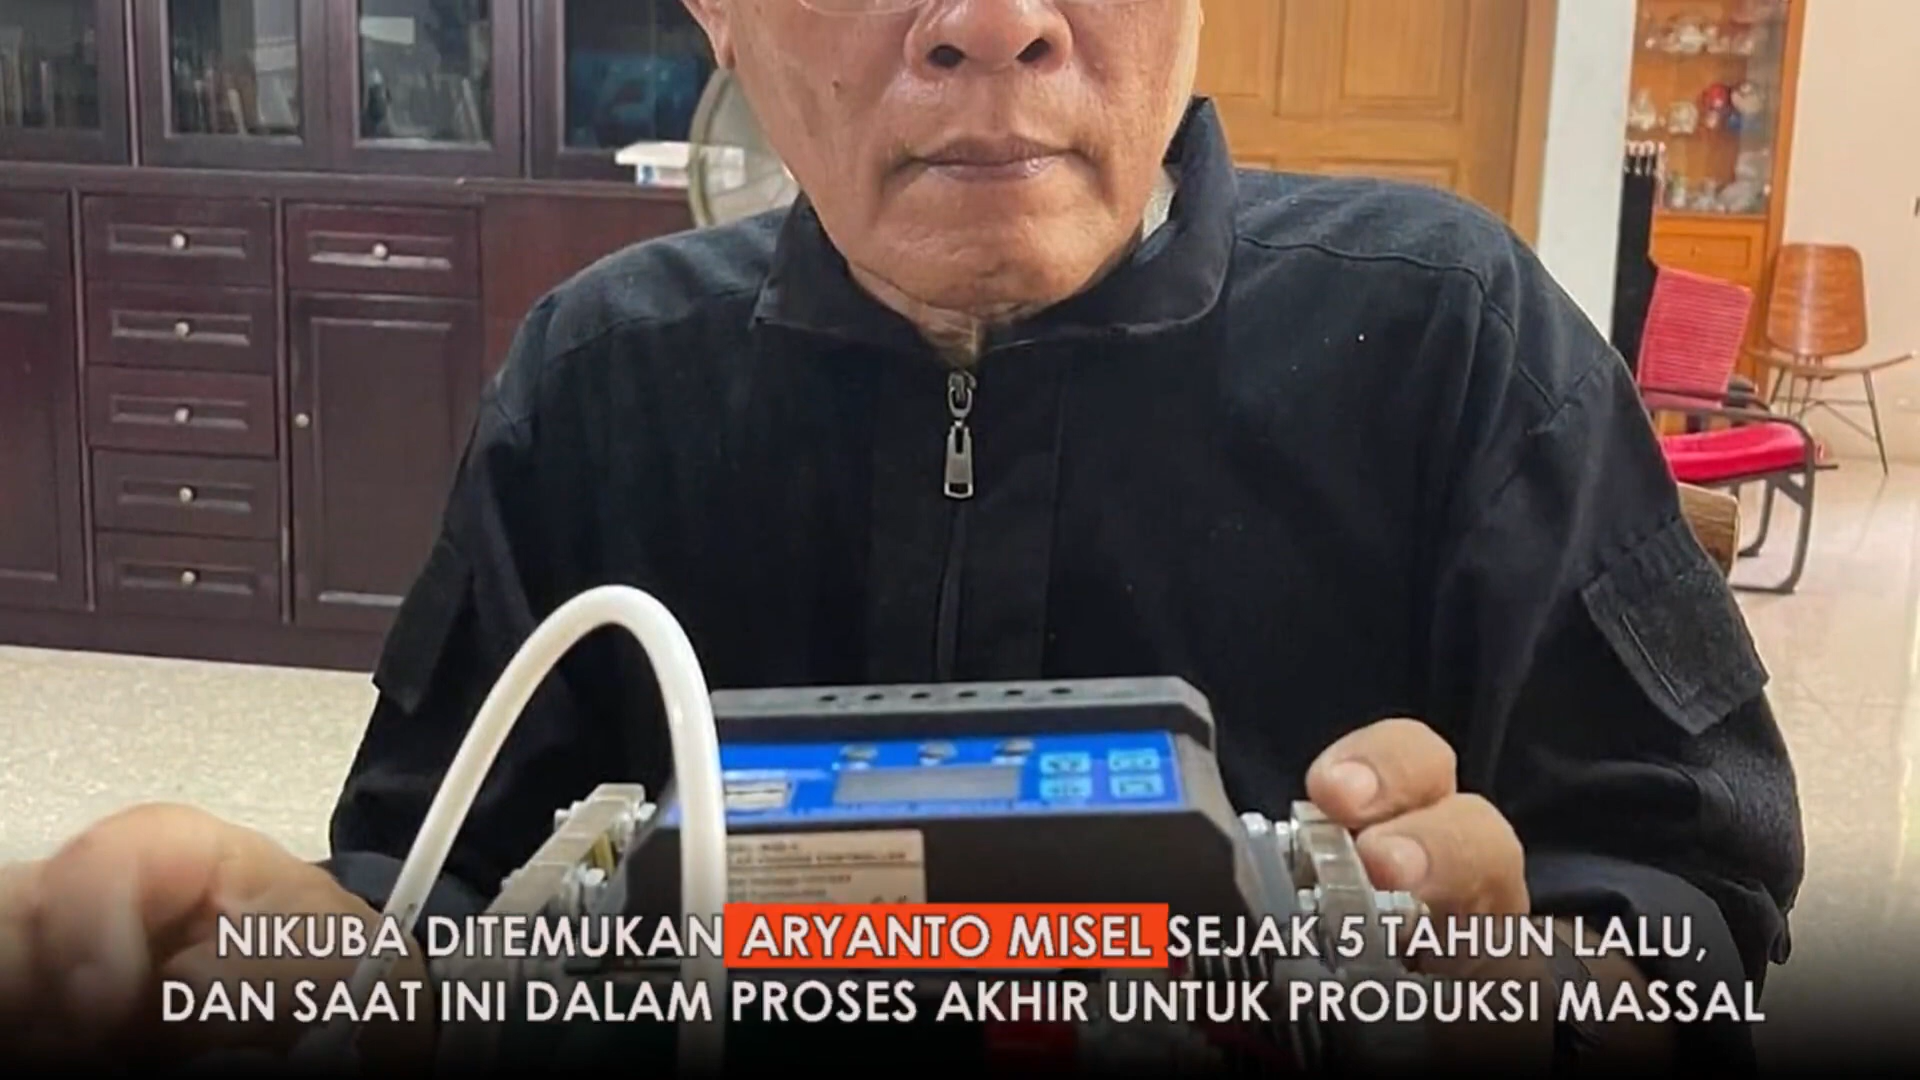 NIKUBA DITEMUKAN ARYANTO MISEL SEJAK 5 TAHUN LALU,
DAN SAAT INI DALAM PROSES AKHIR UNTUK PRODUKSI MASSAL